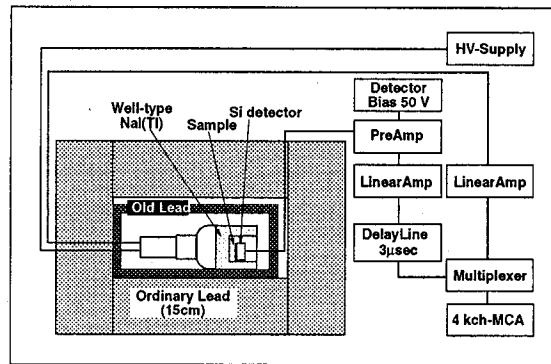 HV-Supply
Detector
Bias 50 V
Well-type
NaI(Tl)
Si detector
Sample
PreAmp
LinearAmp
LinearAmp
Old Lead
DelayLine
3μsec
Multiplexer
Ordinary Lead
(15cm)
4 kch-MCA